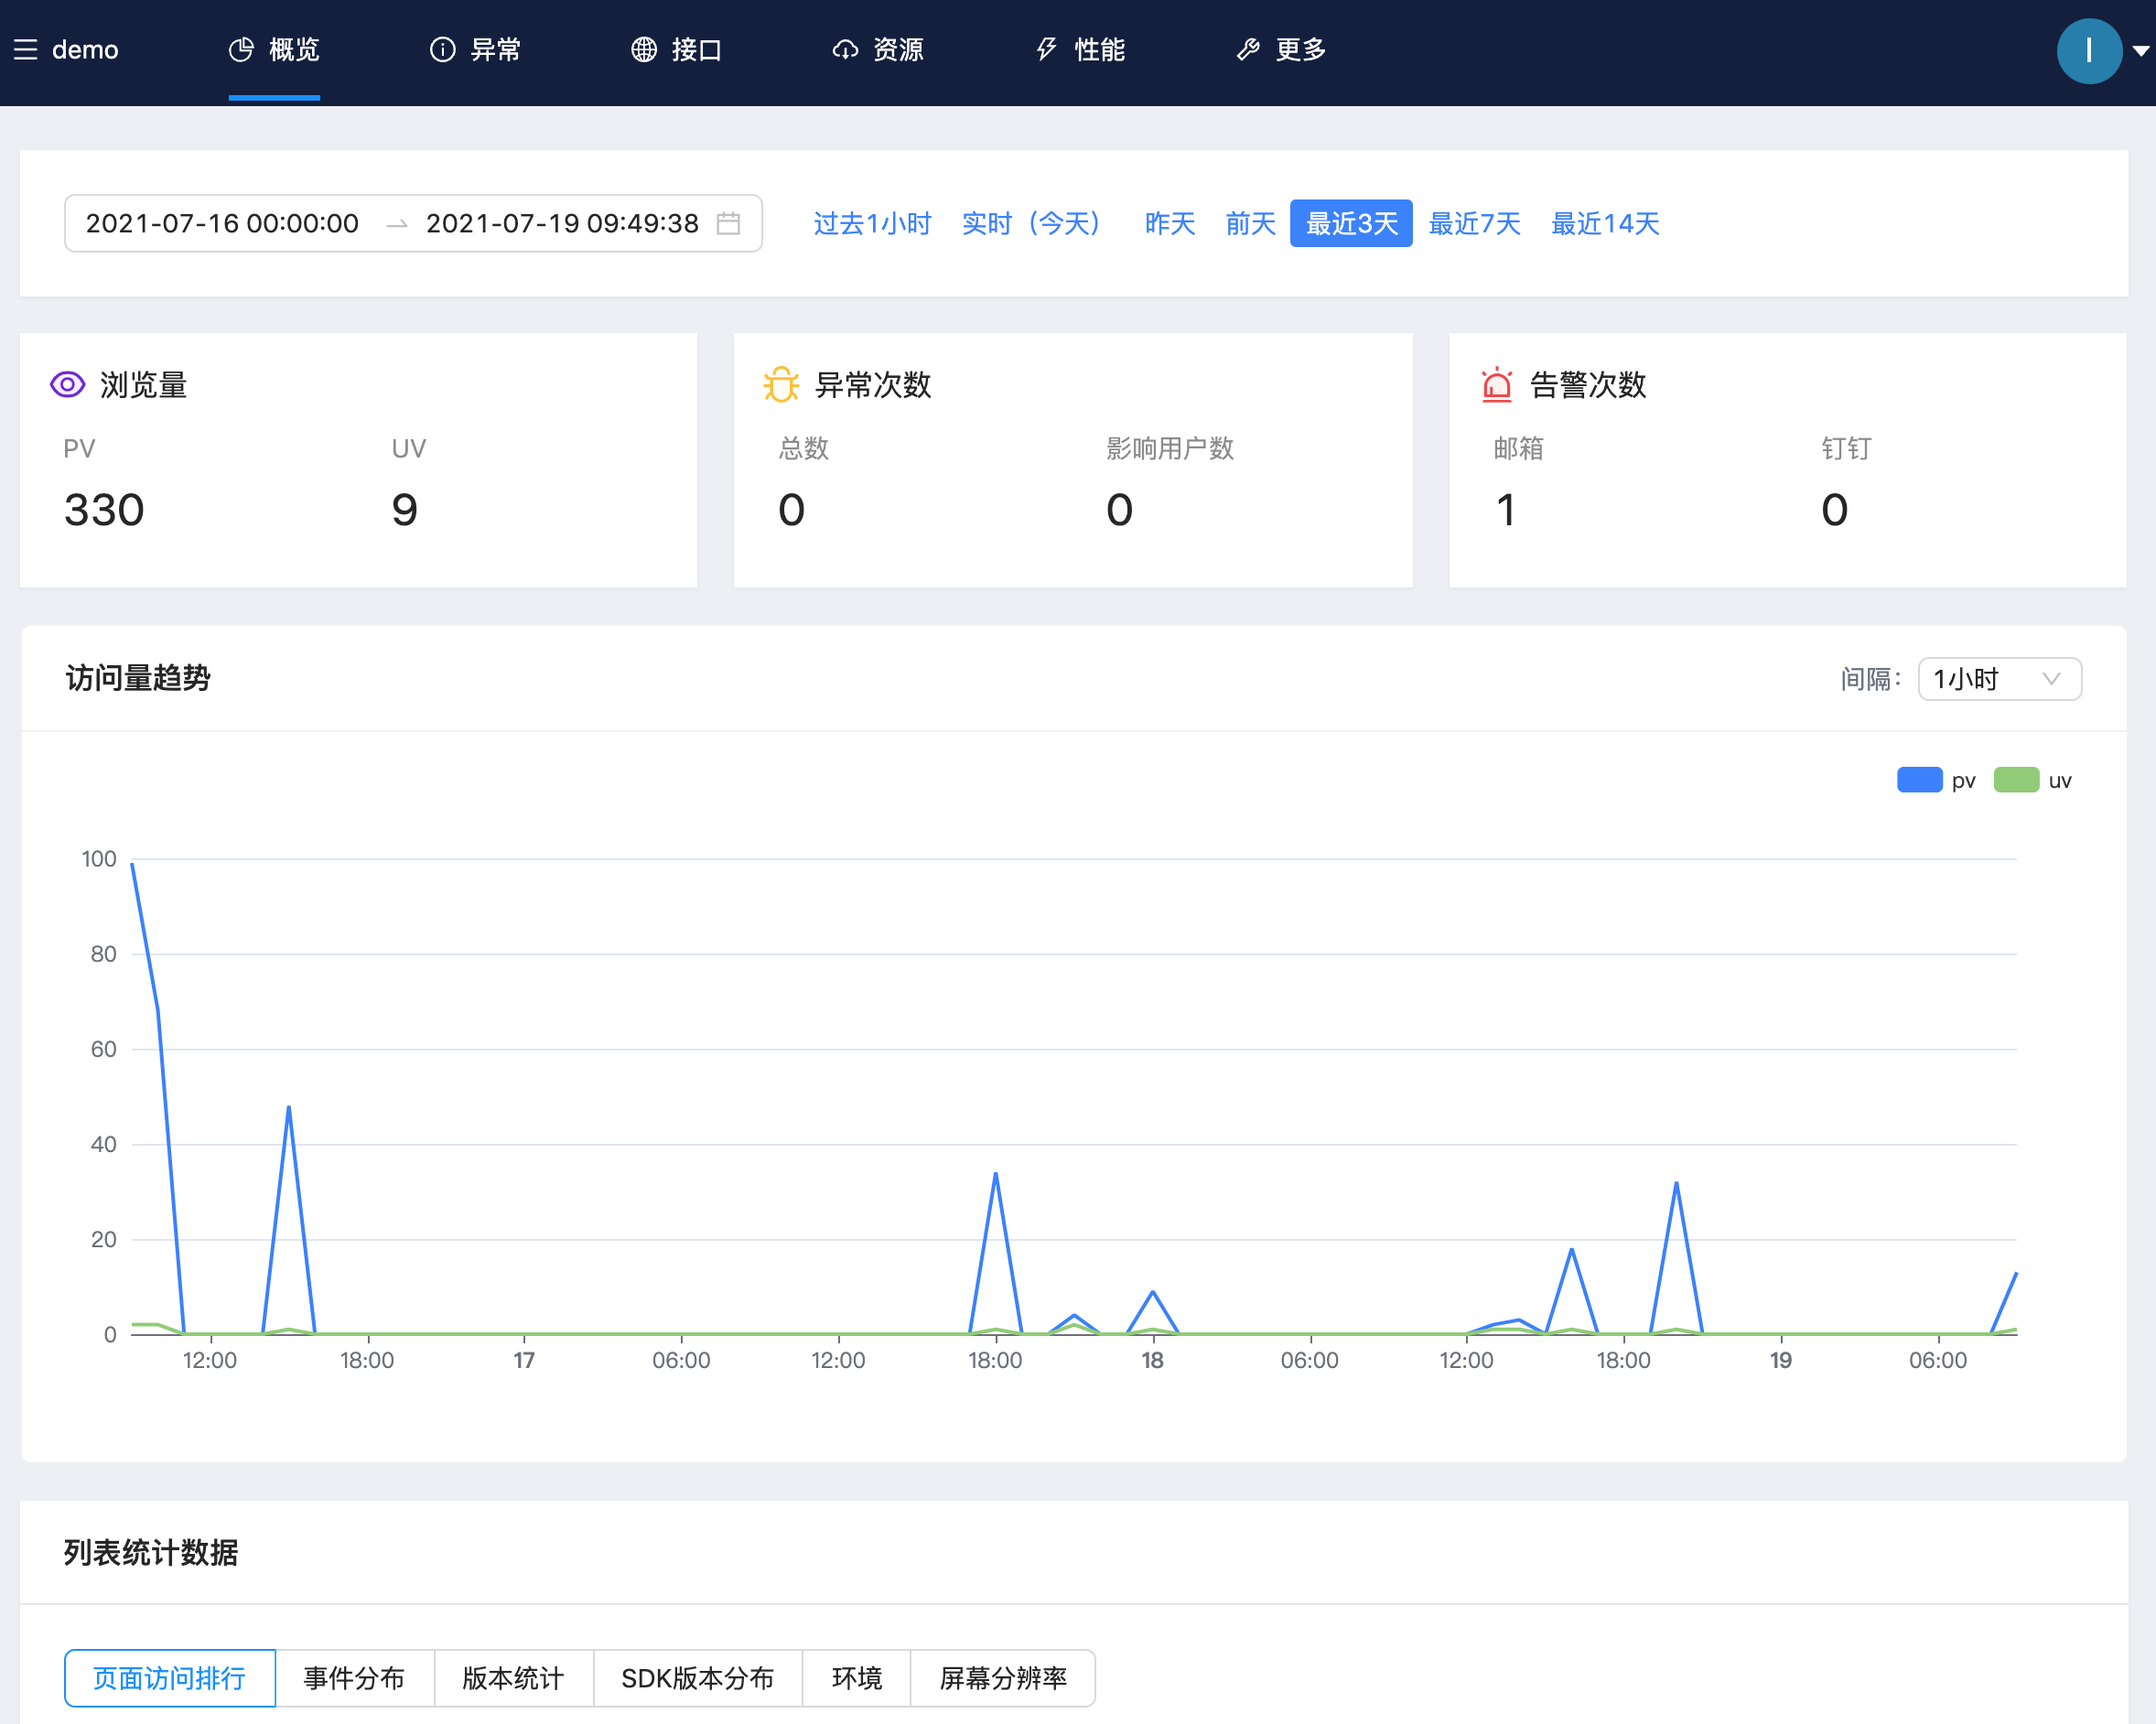 demo 概览 异常 接口 资源 性能 更多 I
2021-07-16 00:00:00 → 2021-07-19 09:49:38 过去1小时 实时（今天） 昨天 前天 最近3天 最近7天 最近14天
浏览量
PV UV
330 9
异常次数
总数 影响用户数
0 0
告警次数
邮箱 钉钉
1 0
访问量趋势 间隔: 1小时
pv uv
100
80
60
40
20
0
12:00 18:00 17 06:00 12:00 18:00 18 06:00 12:00 18:00 19 06:00
列表统计数据
页面访问排行 事件分布 版本统计 SDK版本分布 环境 屏幕分辨率